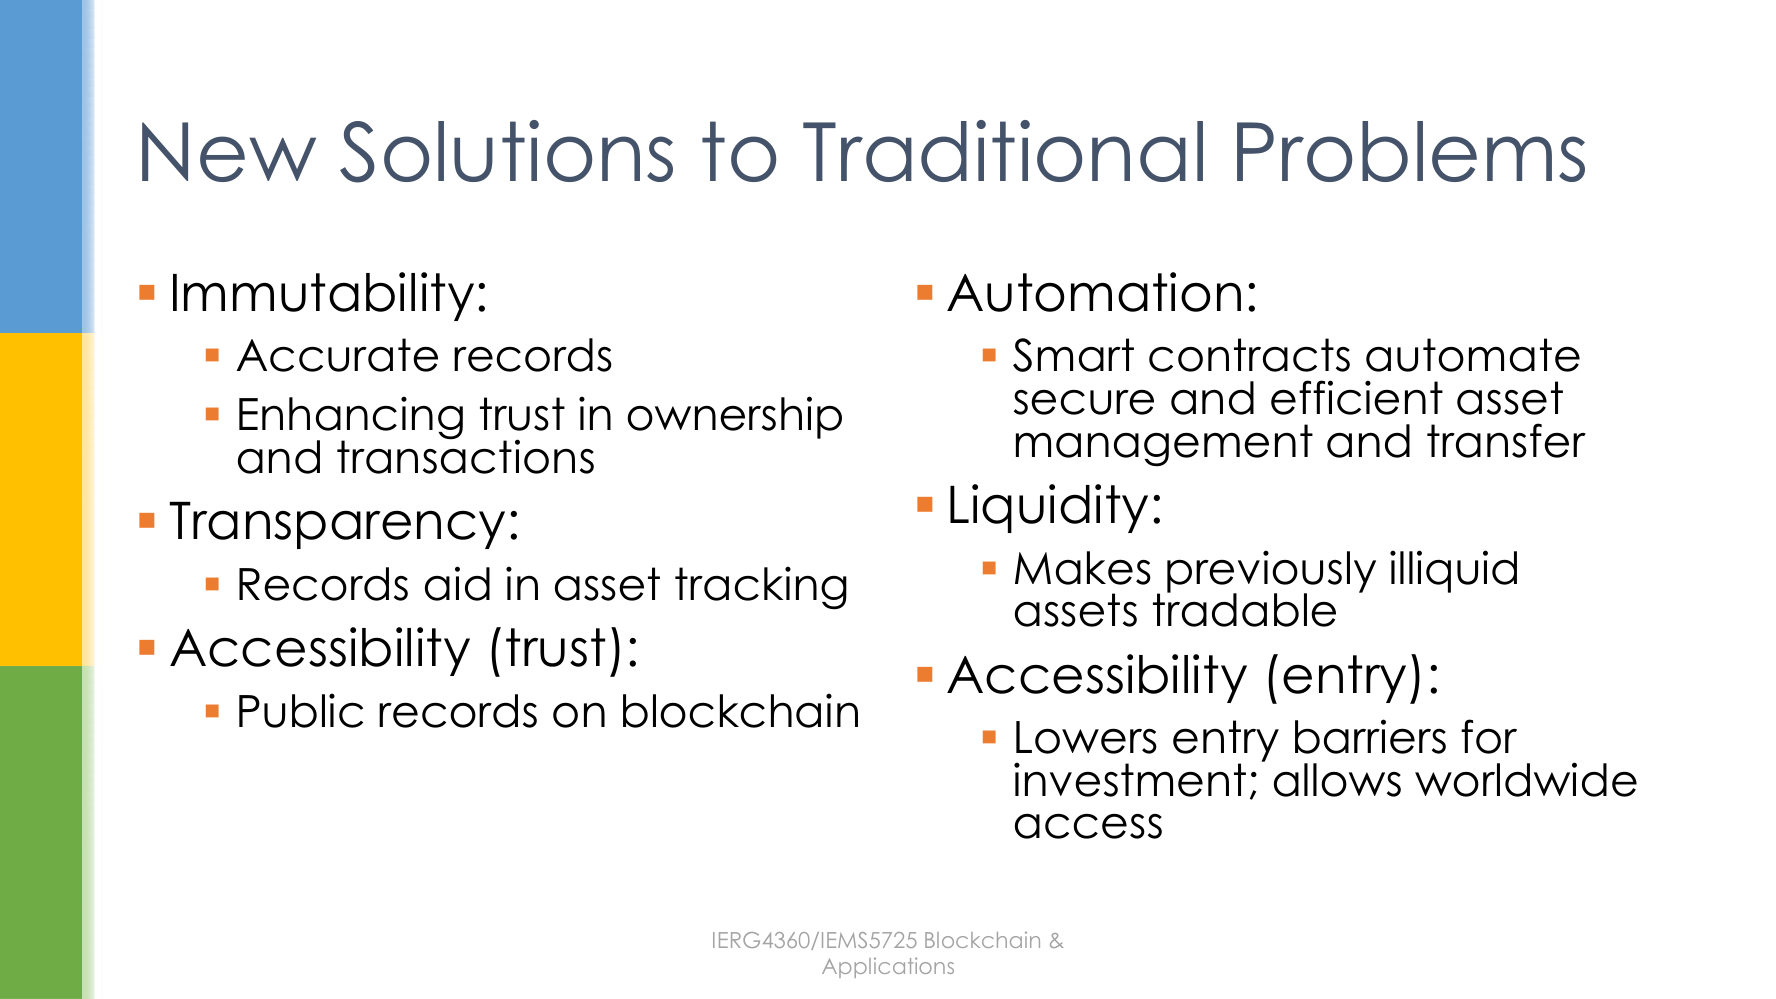 New Solutions to Traditional Problems
Immutability:
Accurate records
Enhancing trust in ownership
and transactions
Transparency:
Records aid in asset tracking
Accessibility (trust):
Public records on blockchain
Automation:
Smart contracts automate
secure and efficient asset
management and transfer
Liquidity:
Makes previously illiquid
assets tradable
Accessibility (entry):
Lowers entry barriers for
investment; allows worldwide
access
IERG4360/IEMS5725 Blockchain &
Applications